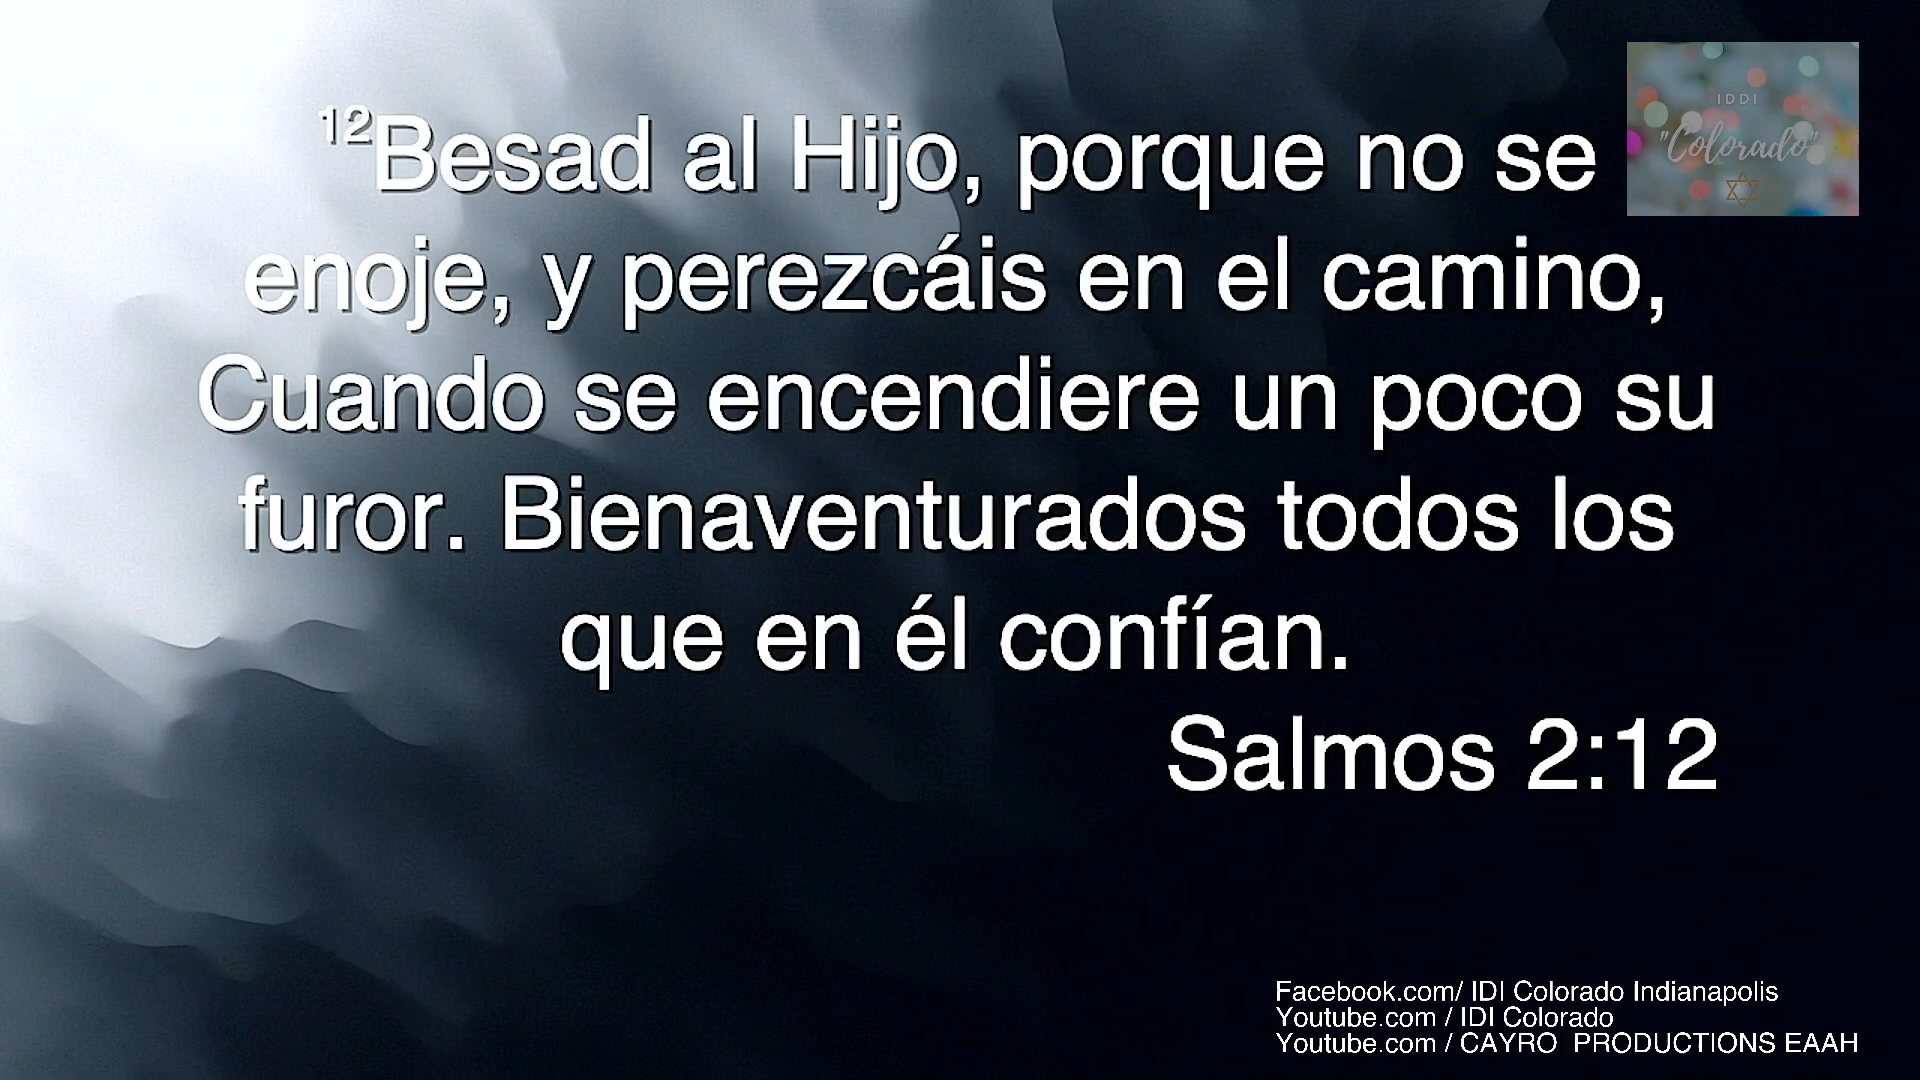 12Besad al Hijo, porque no se
enoje, y perezcáis en el camino,
Cuando se encendiere un poco su
furor. Bienaventurados todos los
que en él confían.
Salmos 2:12
IDDI
"Colorado"
Facebook.com/ IDI Colorado Indianapolis
Youtube.com / IDI Colorado
Youtube.com / CAYRO  PRODUCTIONS EAAH